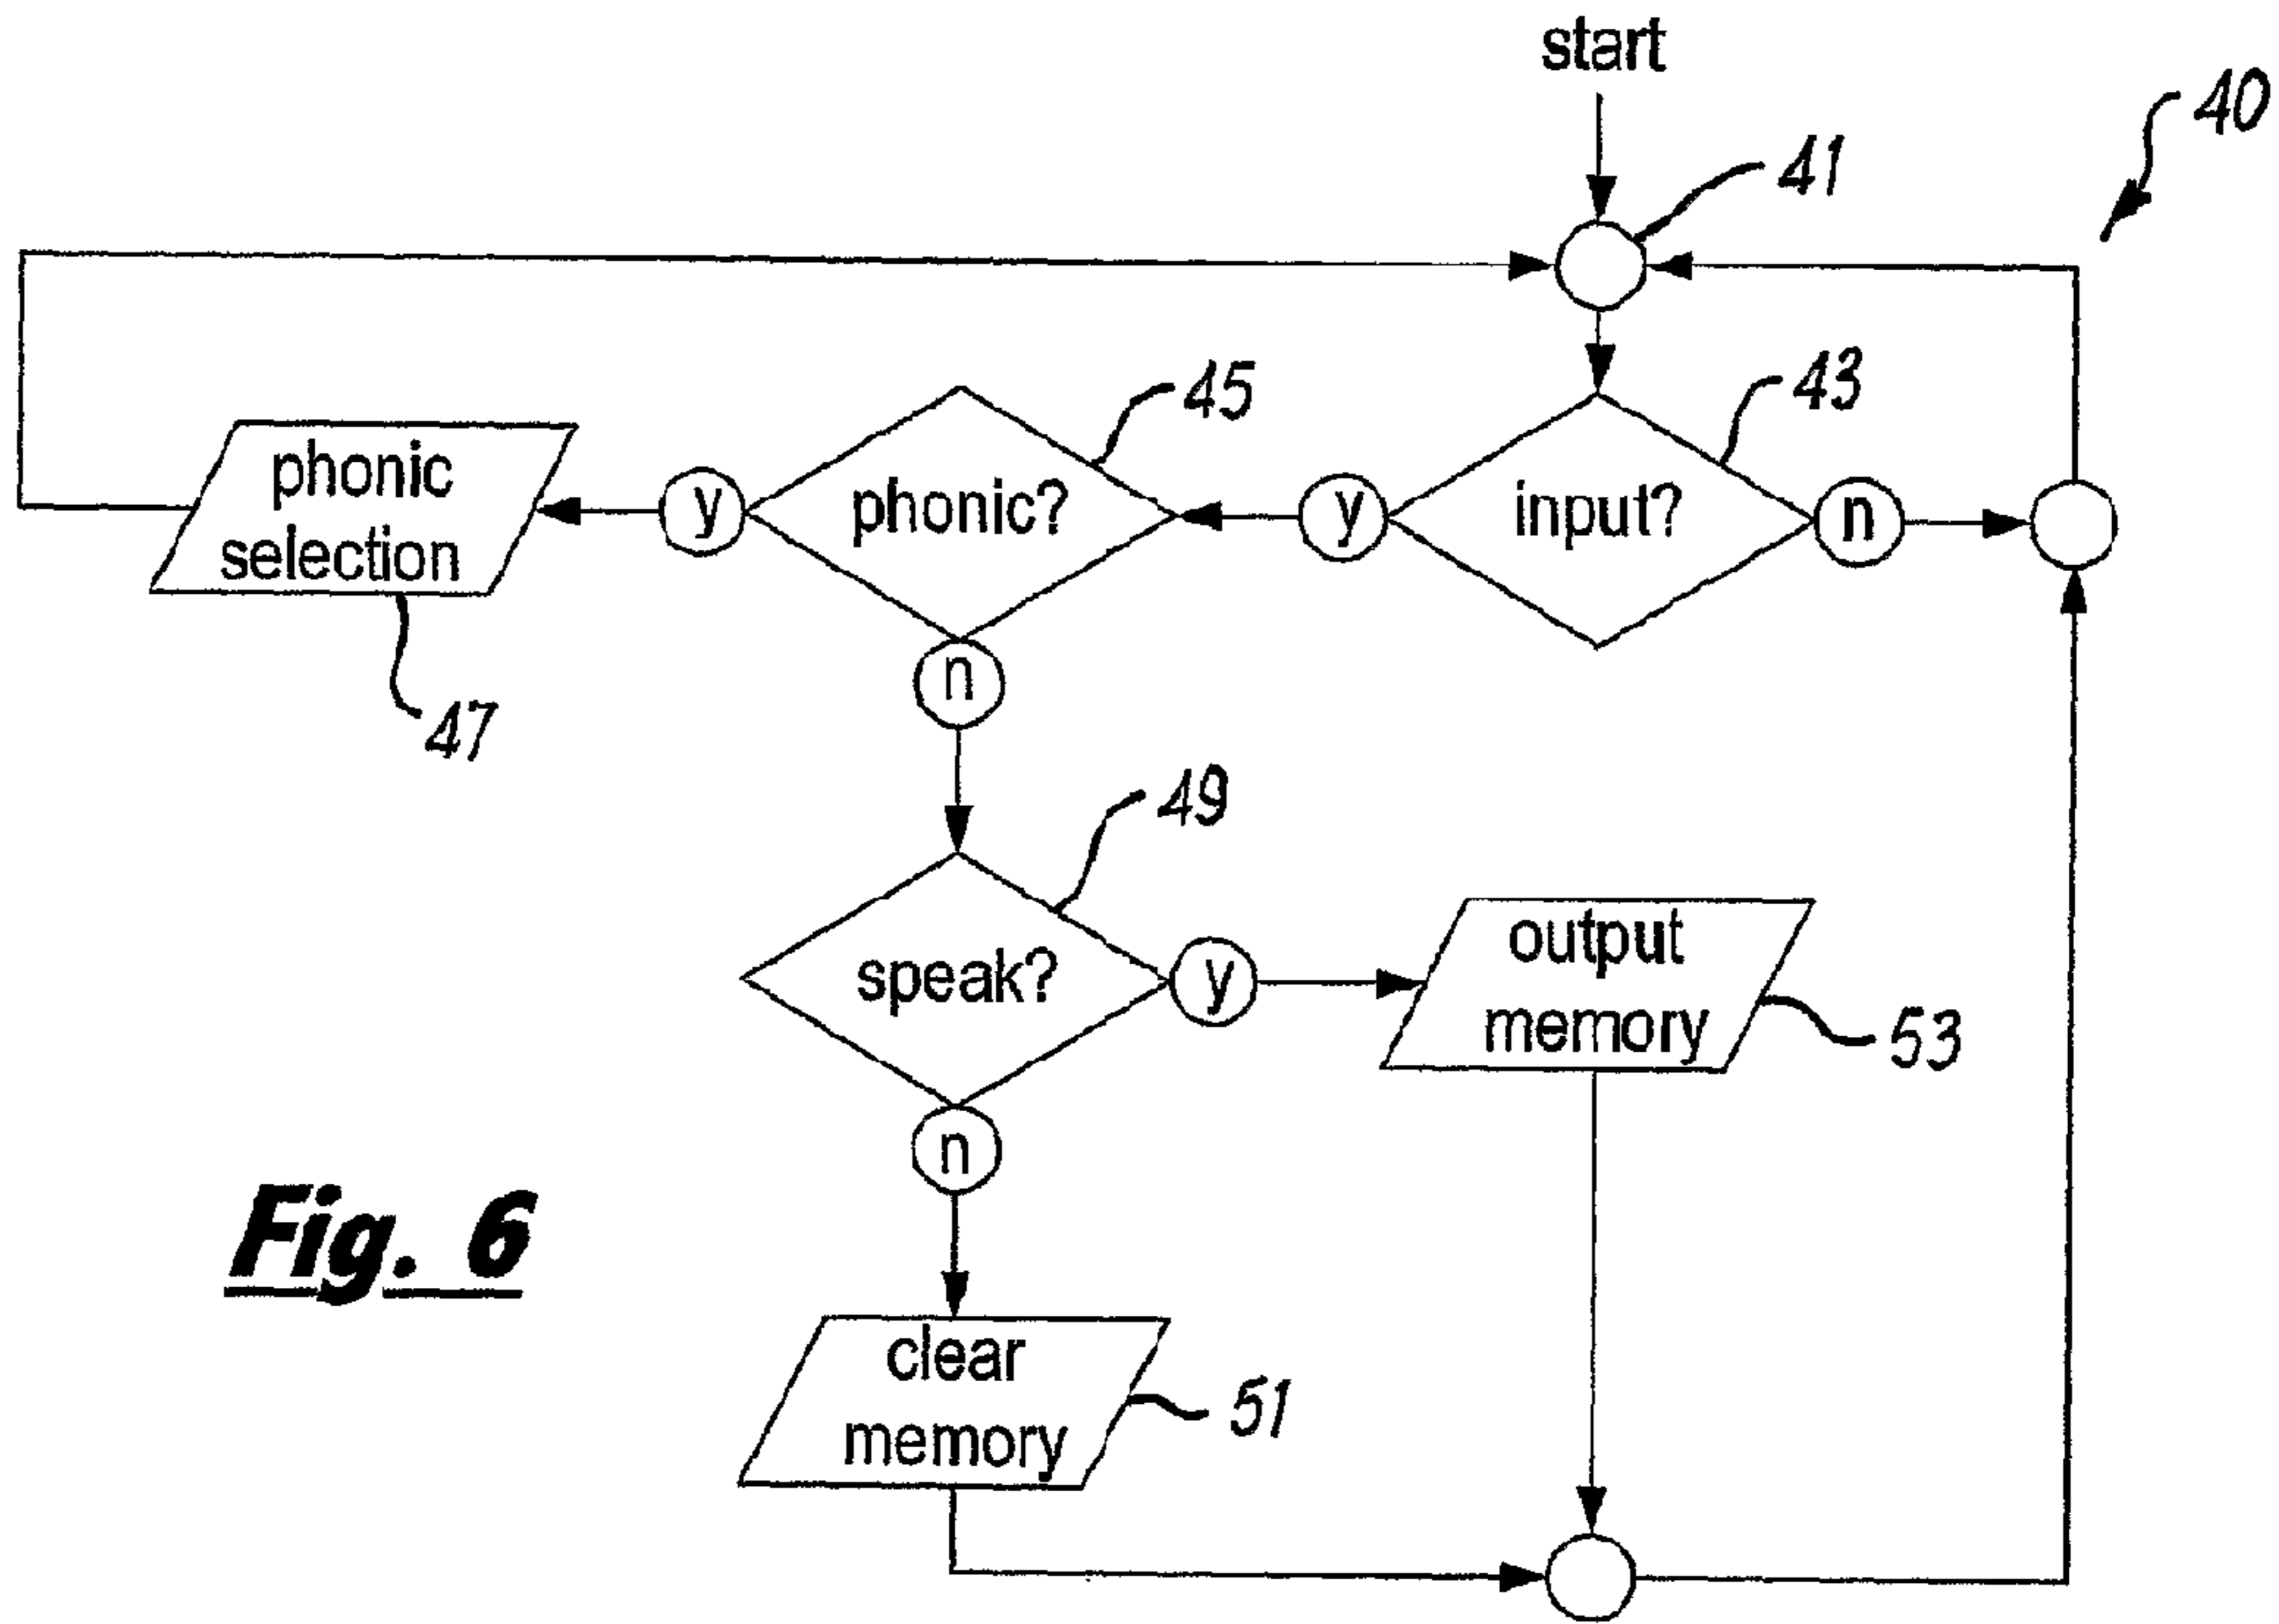 start
40
41
45
43
phonic
selection
y
phonic?
y
input?
n
47
n
49
speak?
y
output
memory
53
n
Fig. 6
clear
memory
51